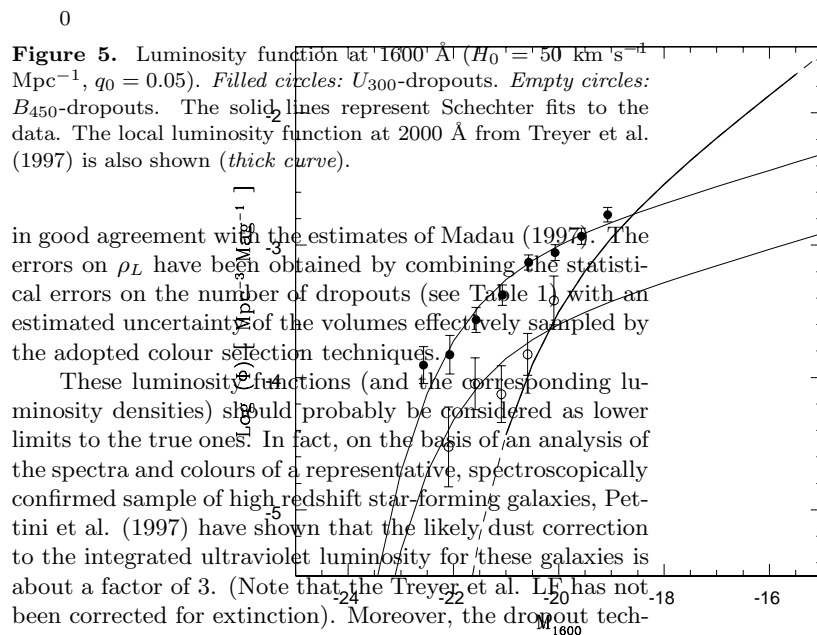 0
Figure 5. Luminosity function at 1600 Å (H₀ = 50 km s⁻¹
Mpc⁻¹, q₀ = 0.05). Filled circles: U₃₀₀-dropouts. Empty circles:
B₄₅₀-dropouts. The solid lines represent Schechter fits to the
data. The local luminosity function at 2000 Å from Treyer et al.
(1997) is also shown (thick curve).
in good agreement with the estimates of Madau (1997). The
errors on ρ_L have been obtained by combining the statisti-
cal errors on the number of dropouts (see Table 1) with an
estimated uncertainty of the volumes effectively sampled by
the adopted colour selection techniques.
These luminosity functions (and the corresponding lu-
minosity densities) should probably be considered as lower
limits to the true ones. In fact, on the basis of an analysis of
the spectra and colours of a representative, spectroscopically
confirmed sample of high redshift star-forming galaxies, Pet-
tini et al. (1997) have shown that the likely dust correction
to the integrated ultraviolet luminosity for these galaxies is
about a factor of 3. (Note that the Treyer et al. LF has not
been corrected for extinction). Moreover, the dropout tech-
Log (Φ) [ Mpc⁻³ Mag⁻¹ ]
-2
-3
-4
-5
-24 -22 -20 -18 -16
M₁₆₀₀